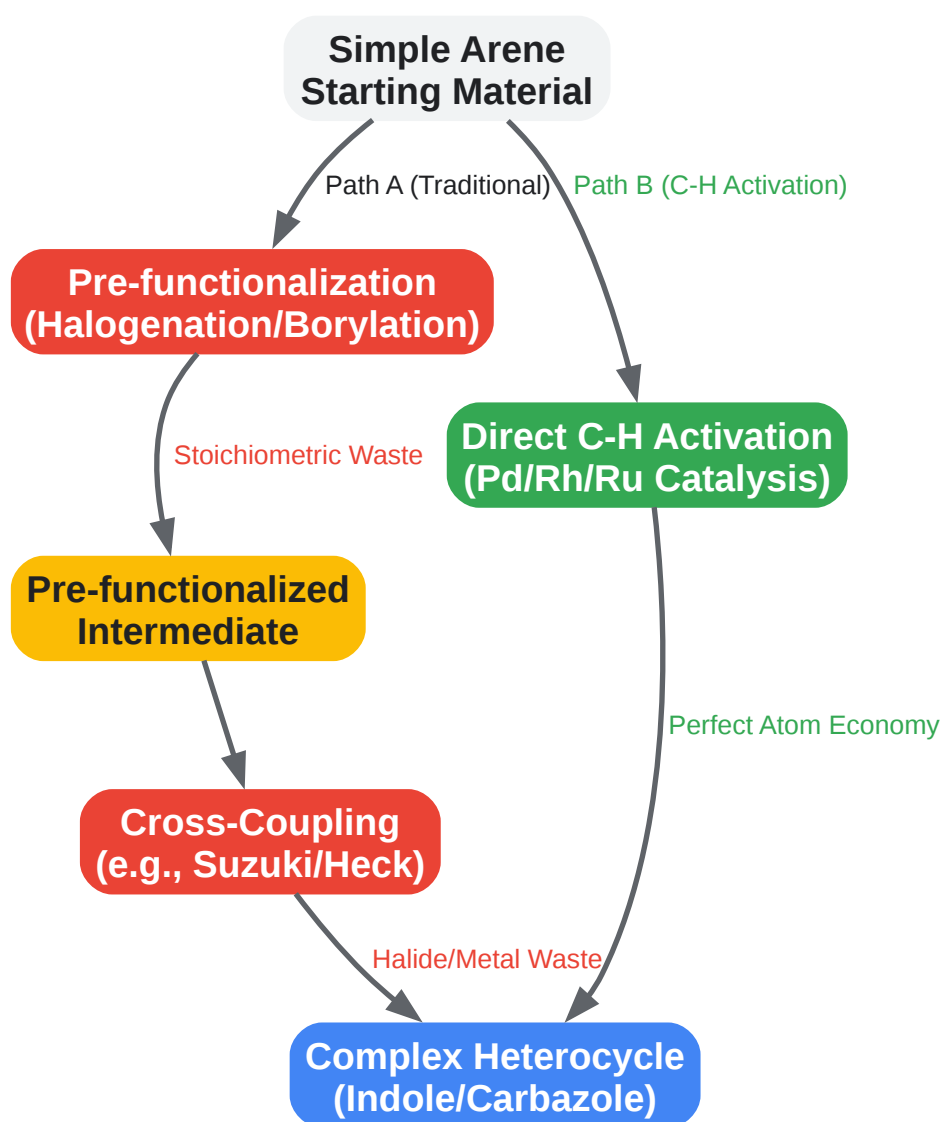 Simple Arene
Starting Material
Path A (Traditional)
Path B (C-H Activation)
Pre-functionalization
(Halogenation/Borylation)
Stoichiometric Waste
Direct C-H Activation
(Pd/Rh/Ru Catalysis)
Pre-functionalized
Intermediate
Perfect Atom Economy
Cross-Coupling
(e.g., Suzuki/Heck)
Halide/Metal Waste
Complex Heterocycle
(Indole/Carbazole)